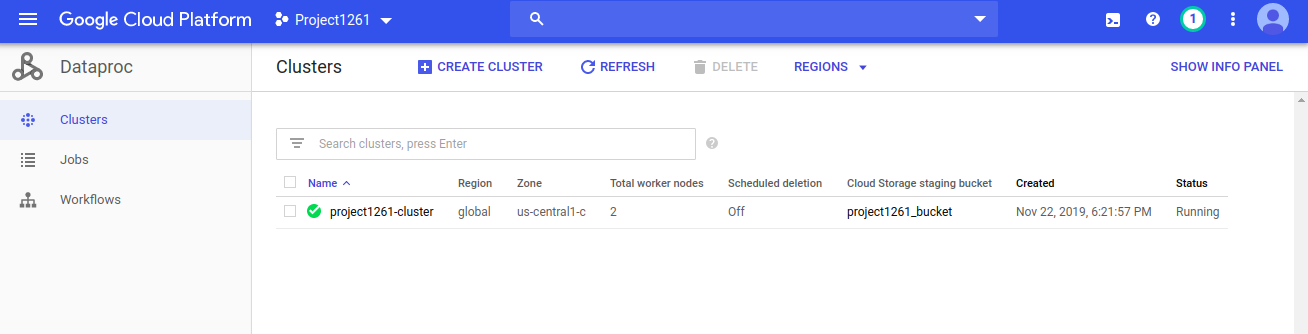 Google Cloud Platform Project1261 1
Dataproc
Clusters CREATE CLUSTER REFRESH DELETE REGIONS SHOW INFO PANEL
Clusters
Jobs
Workflows
Search clusters, press Enter
Name Region Zone Total worker nodes Scheduled deletion Cloud Storage staging bucket Created Status
project1261-cluster global us-central1-c 2 Off project1261_bucket Nov 22, 2019, 6:21:57 PM Running